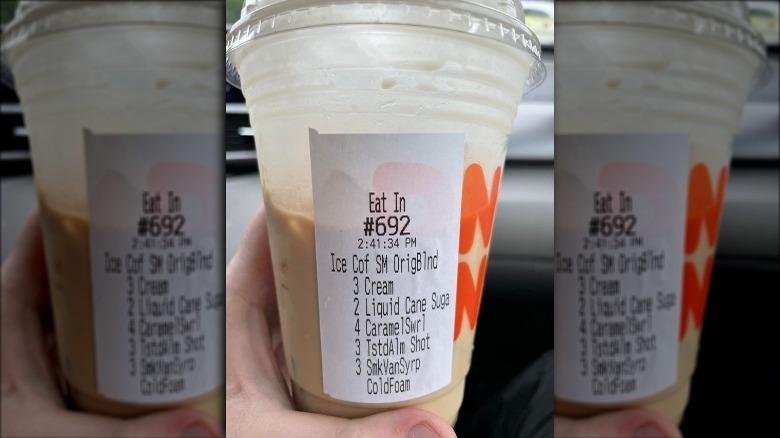 Eat In
#692
2:41:34 PM
Ice Cof SM OrigBlnd
3 Cream
2 Liquid Cane Suga
4 CaramelSwrl
3 TstdAlm Shot
3 SmkVanSyrp
ColdFoam